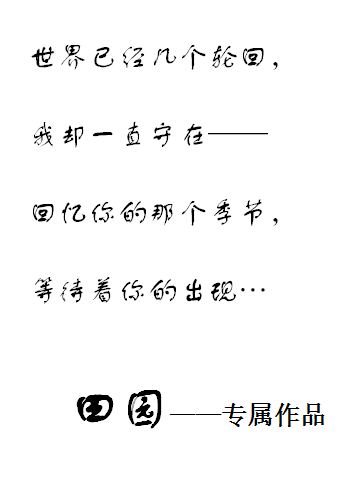 世界已经几个轮回，
我却一直守在——
回忆你的那个季节，
等待着你的出现…
田园——专属作品